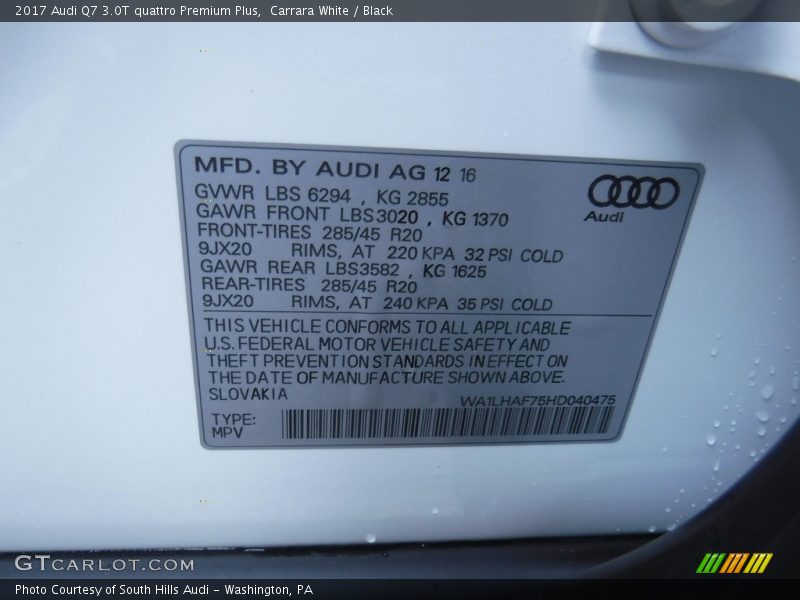 2017 Audi Q7 3.0T quattro Premium Plus,  Carrara White / Black
MFD. BY AUDI AG 12 16
GVWR LBS 6294 , KG 2855
GAWR FRONT LBS3020 , KG 1370
FRONT-TIRES 285/45 R20
9JX20 RIMS, AT 220 KPA 32 PSI COLD
GAWR REAR LBS3582 , KG 1625
REAR-TIRES 285/45 R20
9JX20 RIMS, AT 240 KPA 35 PSI COLD
Audi
THIS VEHICLE CONFORMS TO ALL APPLICABLE
U.S. FEDERAL MOTOR VEHICLE SAFETY AND
THEFT PREVENTION STANDARDS IN EFFECT ON
THE DATE OF MANUFACTURE SHOWN ABOVE.
SLOVAKIA WA1LHAF75HD040475
TYPE:
MPV
GTCARLOT.COM
Photo Courtesy of South Hills Audi - Washington, PA